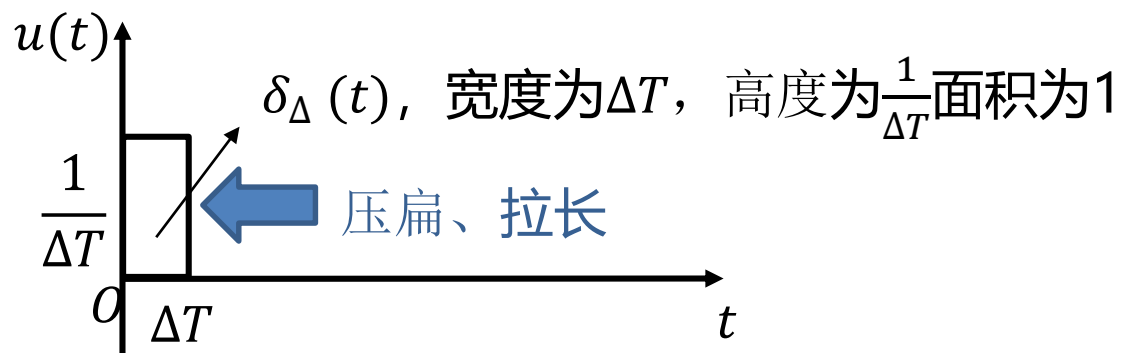 u(t)
δ_Δ (t)，宽度为ΔT，高度为1/ΔT面积为1
1/ΔT
压扁、拉长
O
ΔT
t